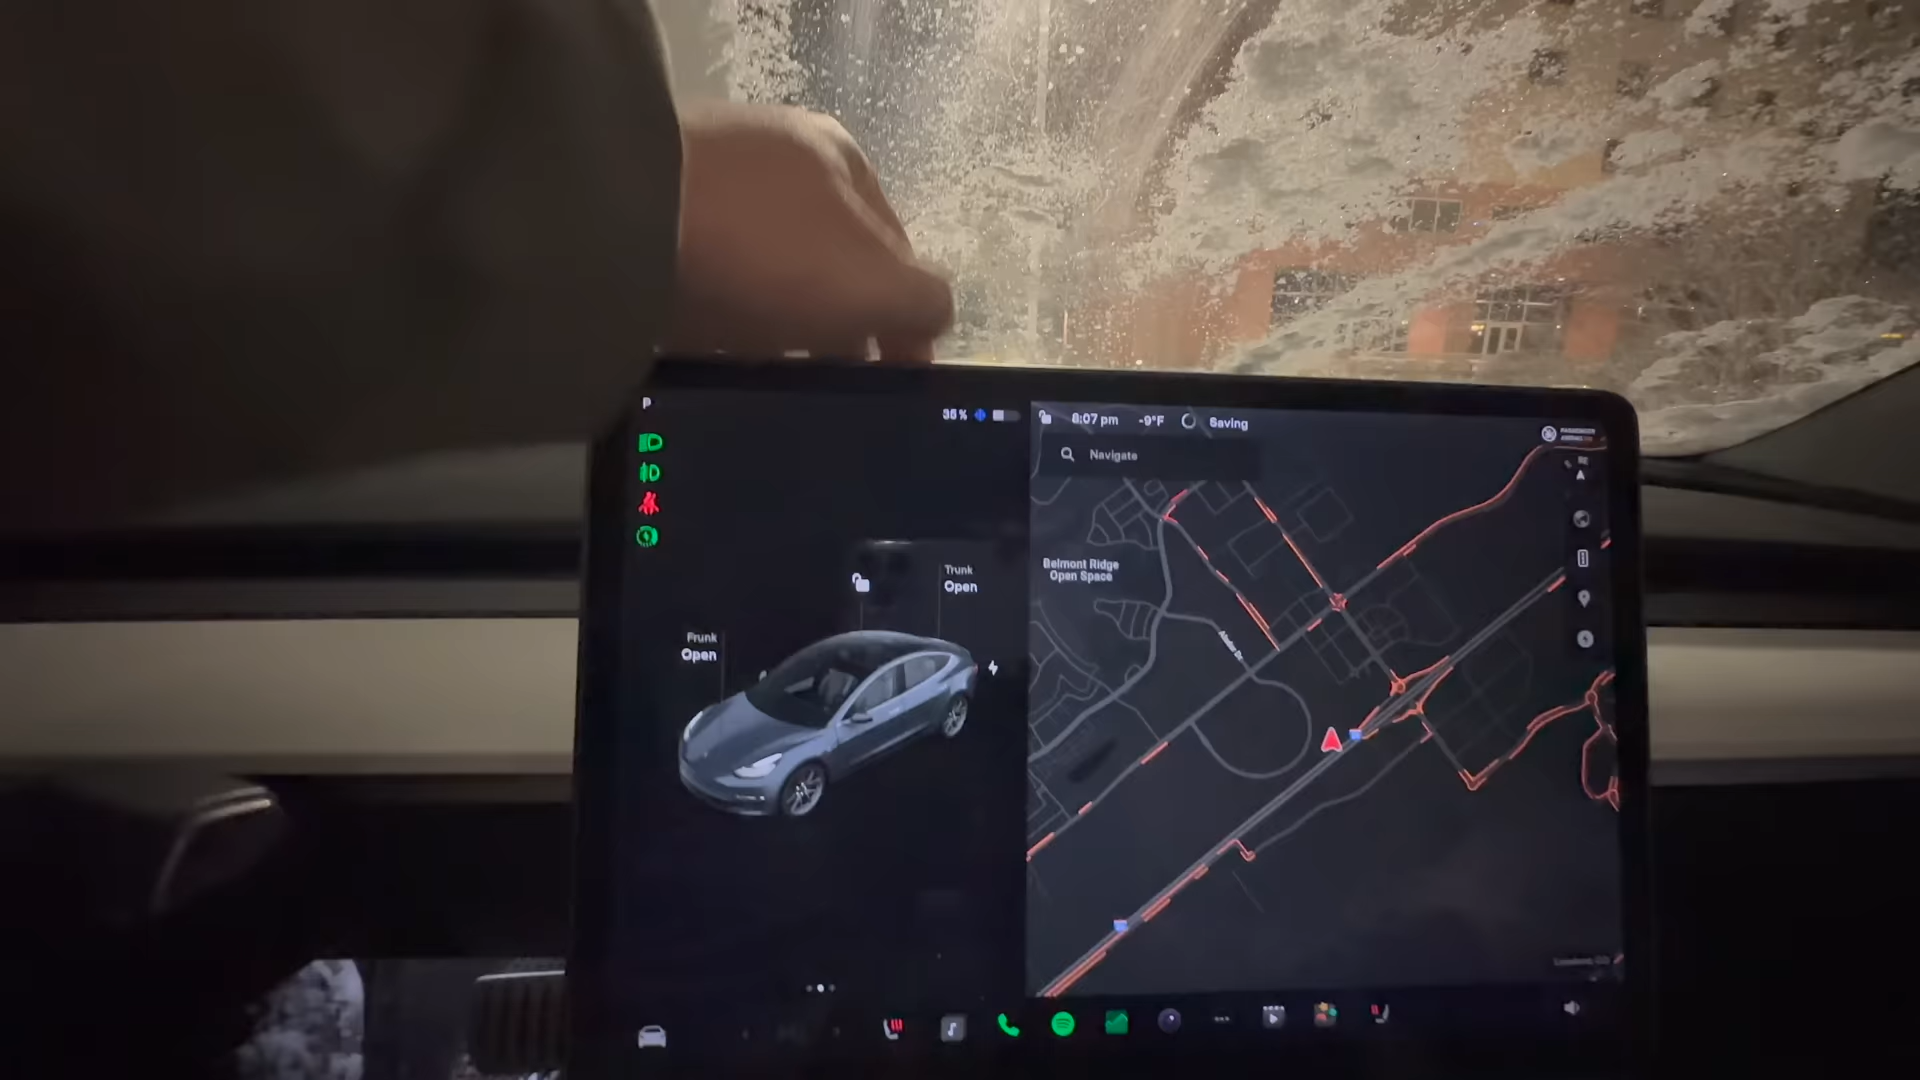 P
35%
8:07 pm -9°F Saving
Navigate
Trunk
Open
Frunk
Open
Belmont Ridge
Open Space